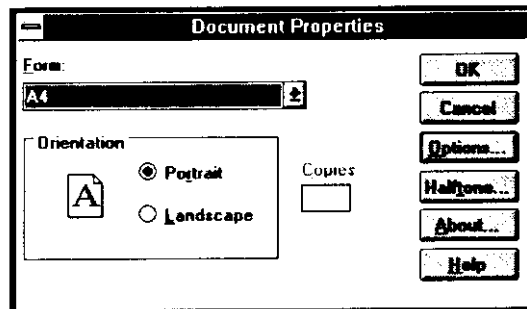 Document Properties
Form:
A4
OK
Cancel
Options...
Halftone...
About...
Help
Orientation
A
Portrait
Landscape
Copies